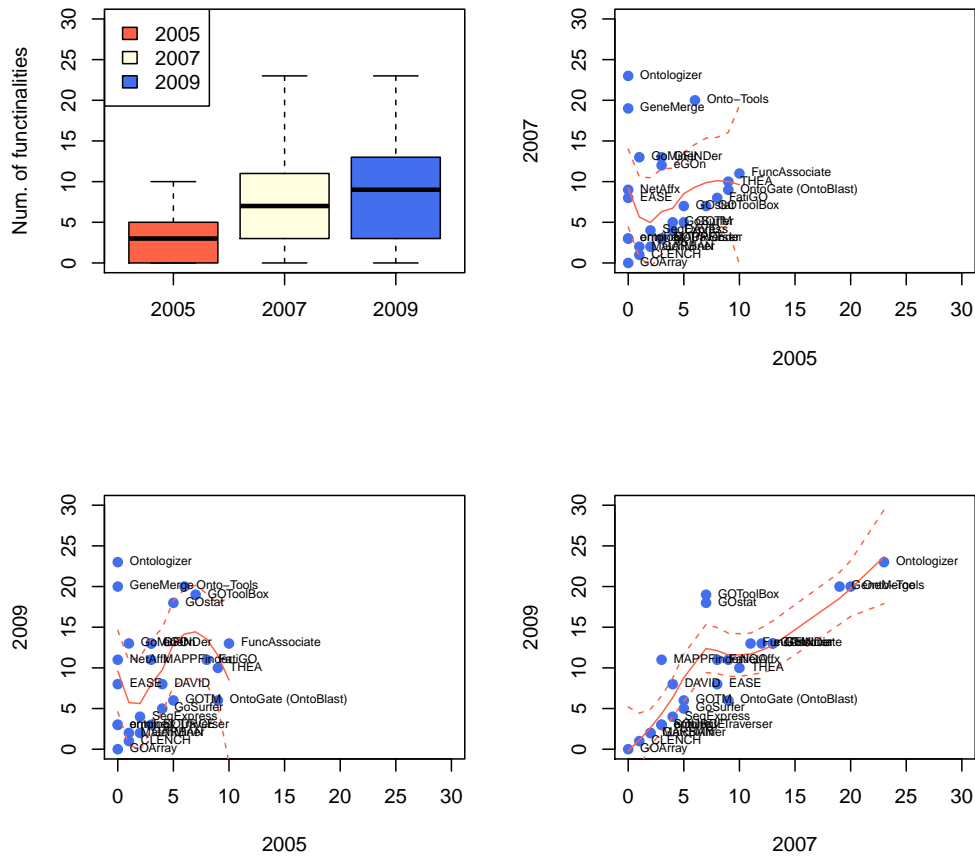 Num. of functinalities
0 5 10 15 20 25 30
2005
2007
2009
2005 2007 2009
2007
0 5 10 15 20 25 30
Ontologizer
Onto−Tools
GeneMerge
eGOn
FuncAssociate
THEA
NetAffx
OntoGate (OntoBlast)
EASE
FatiGO
GOstat
GOToolBox
CLENCH
GOArray
0 5 10 15 20 25 30
2005
2009
0 5 10 15 20 25 30
Ontologizer
GeneMerge Onto−Tools
GOToolBox
GOstat
FuncAssociate
NetAffx MAPPFinder FatiGO
THEA
EASE DAVID
GOTM OntoGate (OntoBlast)
GoSurfer
SeqExpress
CLENCH
GOArray
0 5 10 15 20 25 30
2005
2009
0 5 10 15 20 25 30
Ontologizer
GOToolBox
GOstat
MAPPFinder
THEA
DAVID EASE
GOTM OntoGate (OntoBlast)
GoSurfer
SeqExpress
CLENCH
GOArray
0 5 10 15 20 25 30
2007